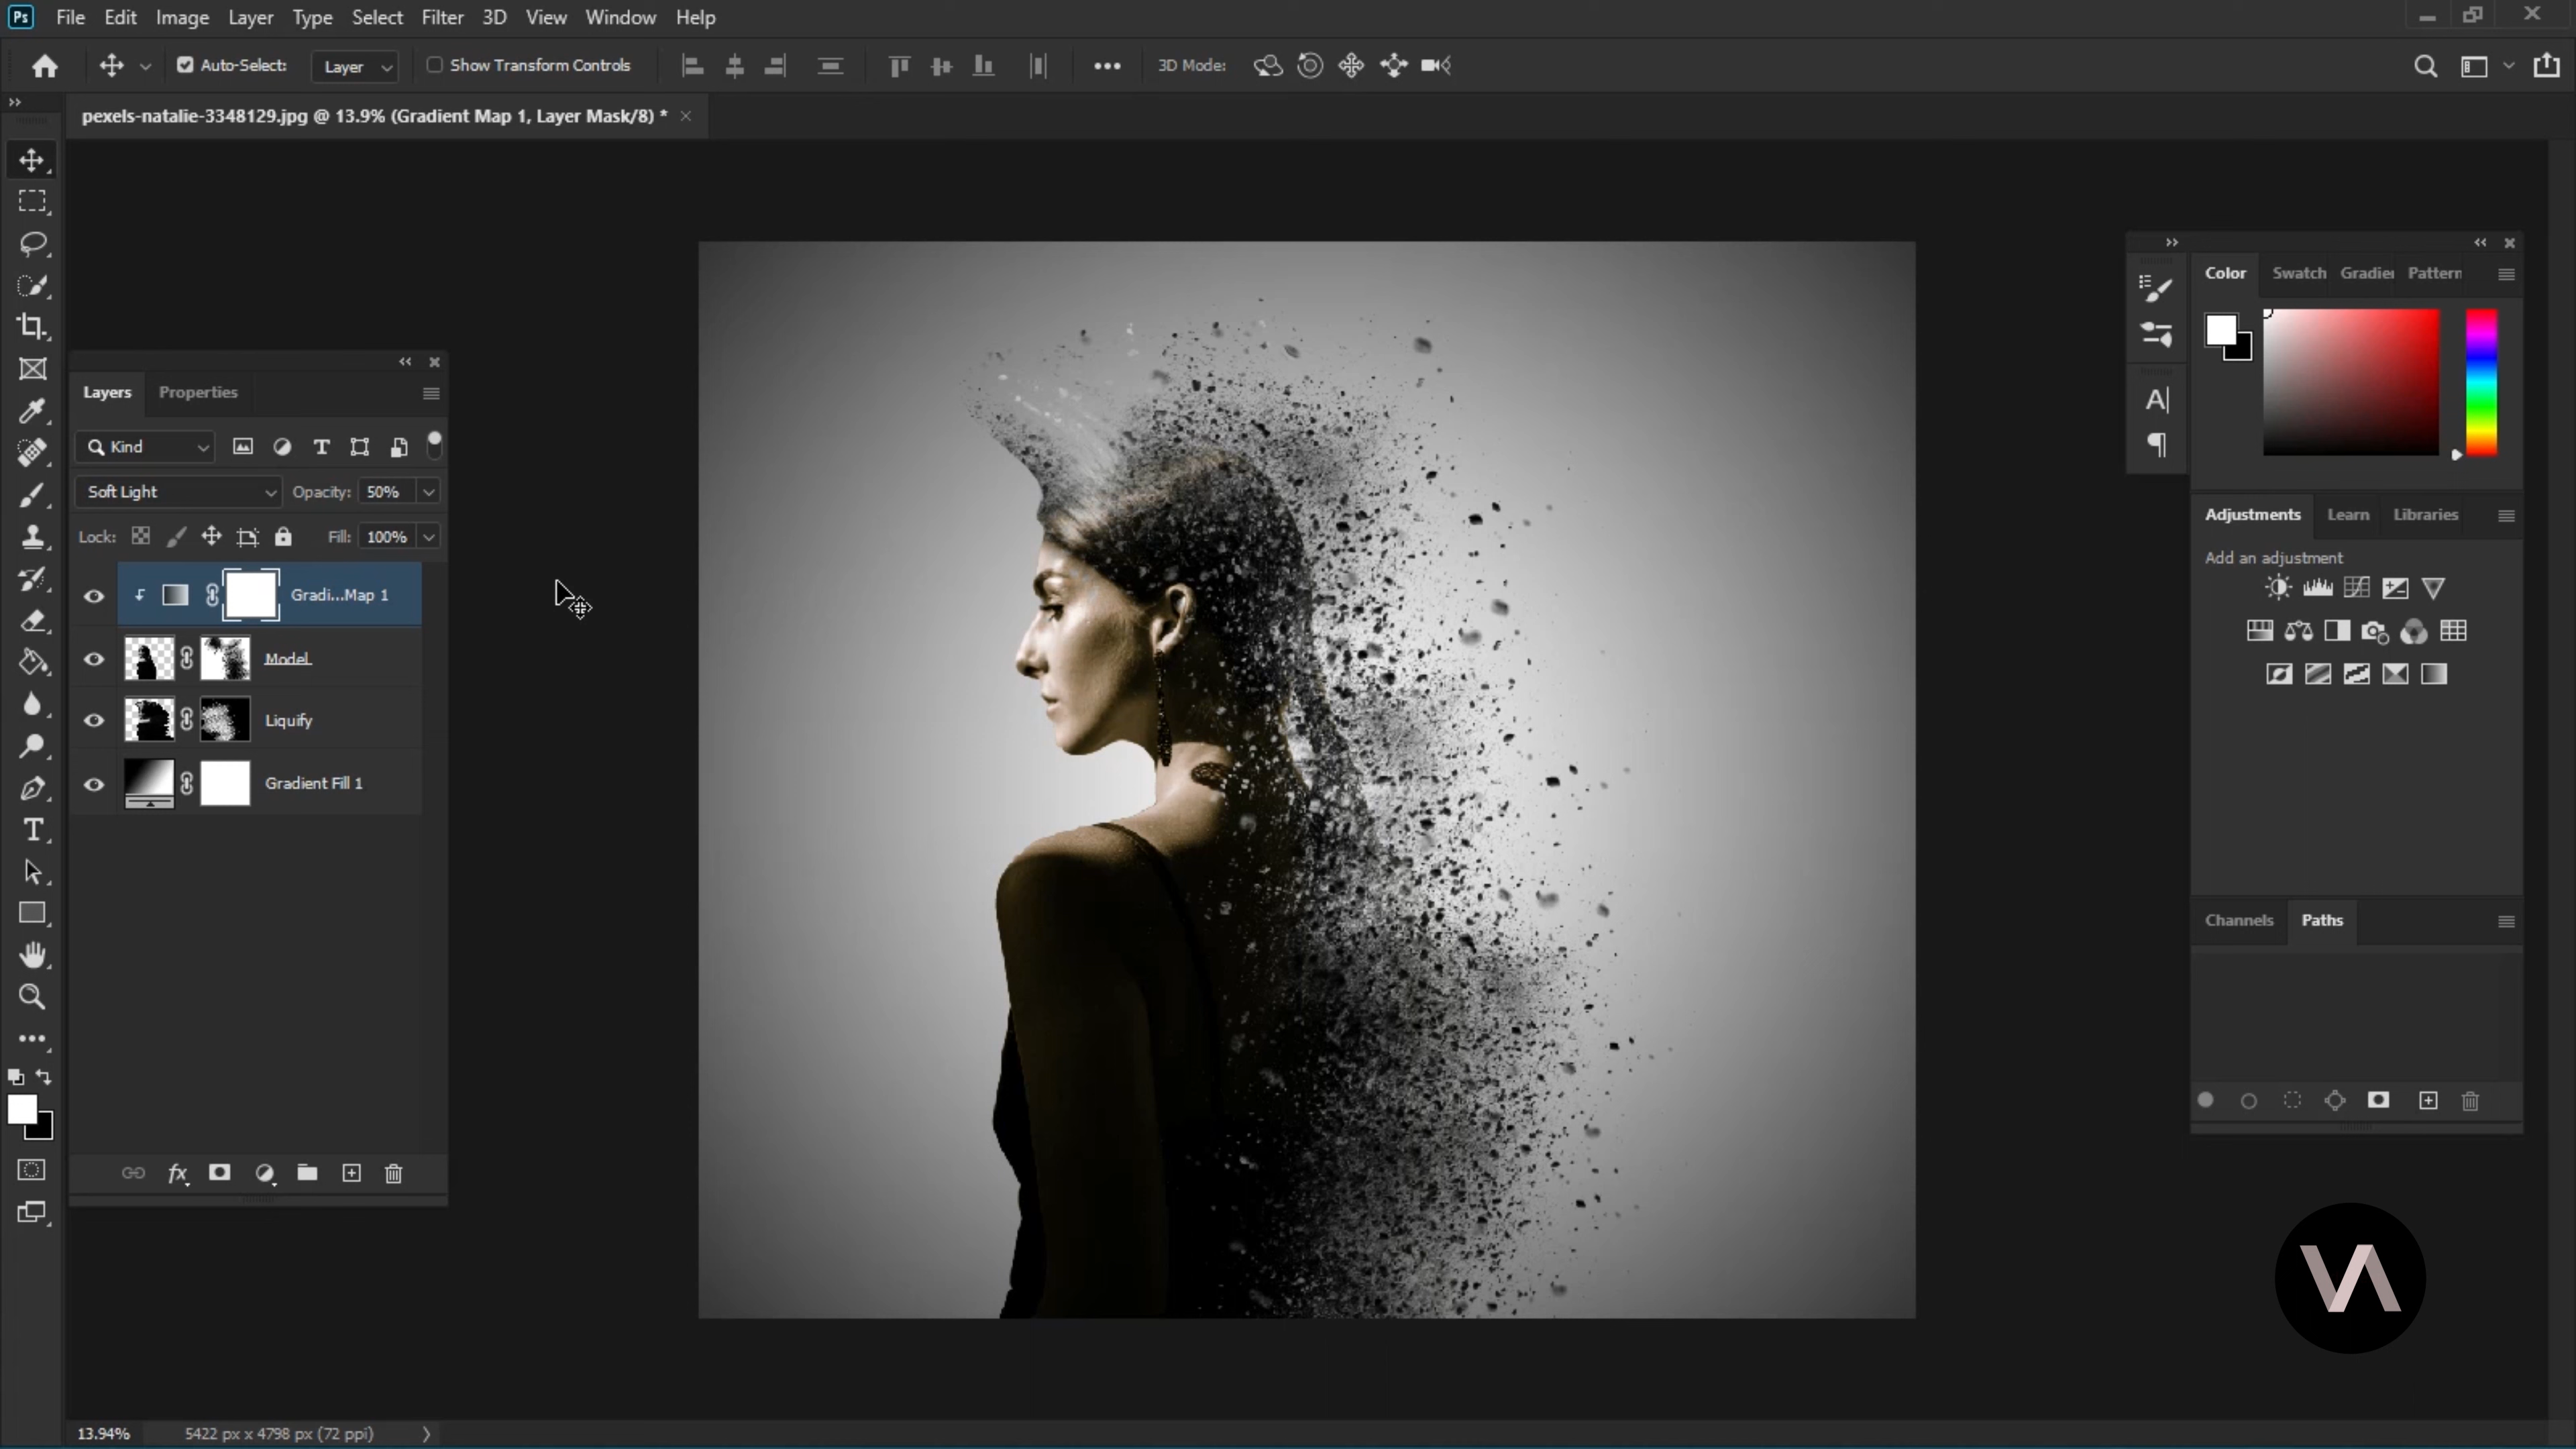 Ps File Edit Image Layer Type Select Filter 3D View Window Help
Auto-Select: Layer Show Transform Controls 3D Mode:
pexels-natalie-3348129.jpg @ 13.9% (Gradient Map 1, Layer Mask/8) *
Layers Properties
Kind
Soft Light Opacity: 50%
Lock: Fill: 100%
Gradi...Map 1
Model
Liquify
Gradient Fill 1
Color Swatch Gradie Pattern
Adjustments Learn Libraries
Add an adjustment
Channels Paths
VA
13.94% 5422 px x 4798 px (72 ppi)